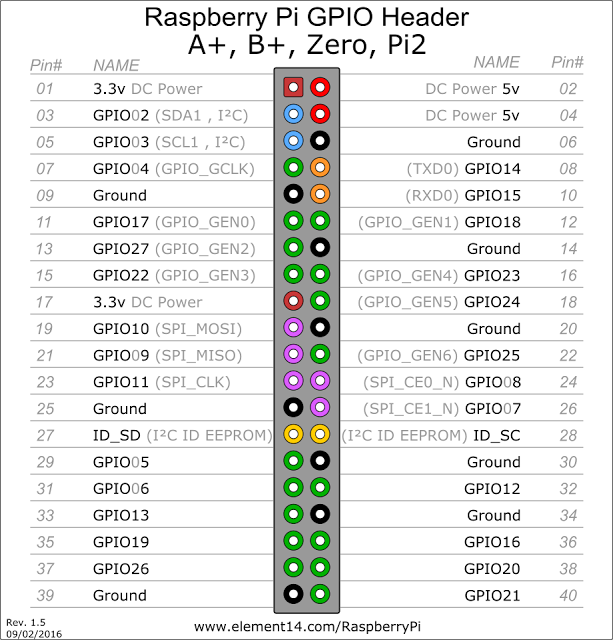 Raspberry Pi GPIO Header
A+, B+, Zero, Pi2
Pin# NAME NAME Pin#
01 3.3v DC Power DC Power 5v 02
03 GPIO02 (SDA1 , I²C) DC Power 5v 04
05 GPIO03 (SCL1 , I²C) Ground 06
07 GPIO04 (GPIO_GCLK) (TXD0) GPIO14 08
09 Ground (RXD0) GPIO15 10
11 GPIO17 (GPIO_GEN0) (GPIO_GEN1) GPIO18 12
13 GPIO27 (GPIO_GEN2) Ground 14
15 GPIO22 (GPIO_GEN3) (GPIO_GEN4) GPIO23 16
17 3.3v DC Power (GPIO_GEN5) GPIO24 18
19 GPIO10 (SPI_MOSI) Ground 20
21 GPIO09 (SPI_MISO) (GPIO_GEN6) GPIO25 22
23 GPIO11 (SPI_CLK) (SPI_CE0_N) GPIO08 24
25 Ground (SPI_CE1_N) GPIO07 26
27 ID_SD (I²C ID EEPROM) (I²C ID EEPROM) ID_SC 28
29 GPIO05 Ground 30
31 GPIO06 GPIO12 32
33 GPIO13 Ground 34
35 GPIO19 GPIO16 36
37 GPIO26 GPIO20 38
39 Ground GPIO21 40
Rev. 1.5
09/02/2016 www.element14.com/RaspberryPi